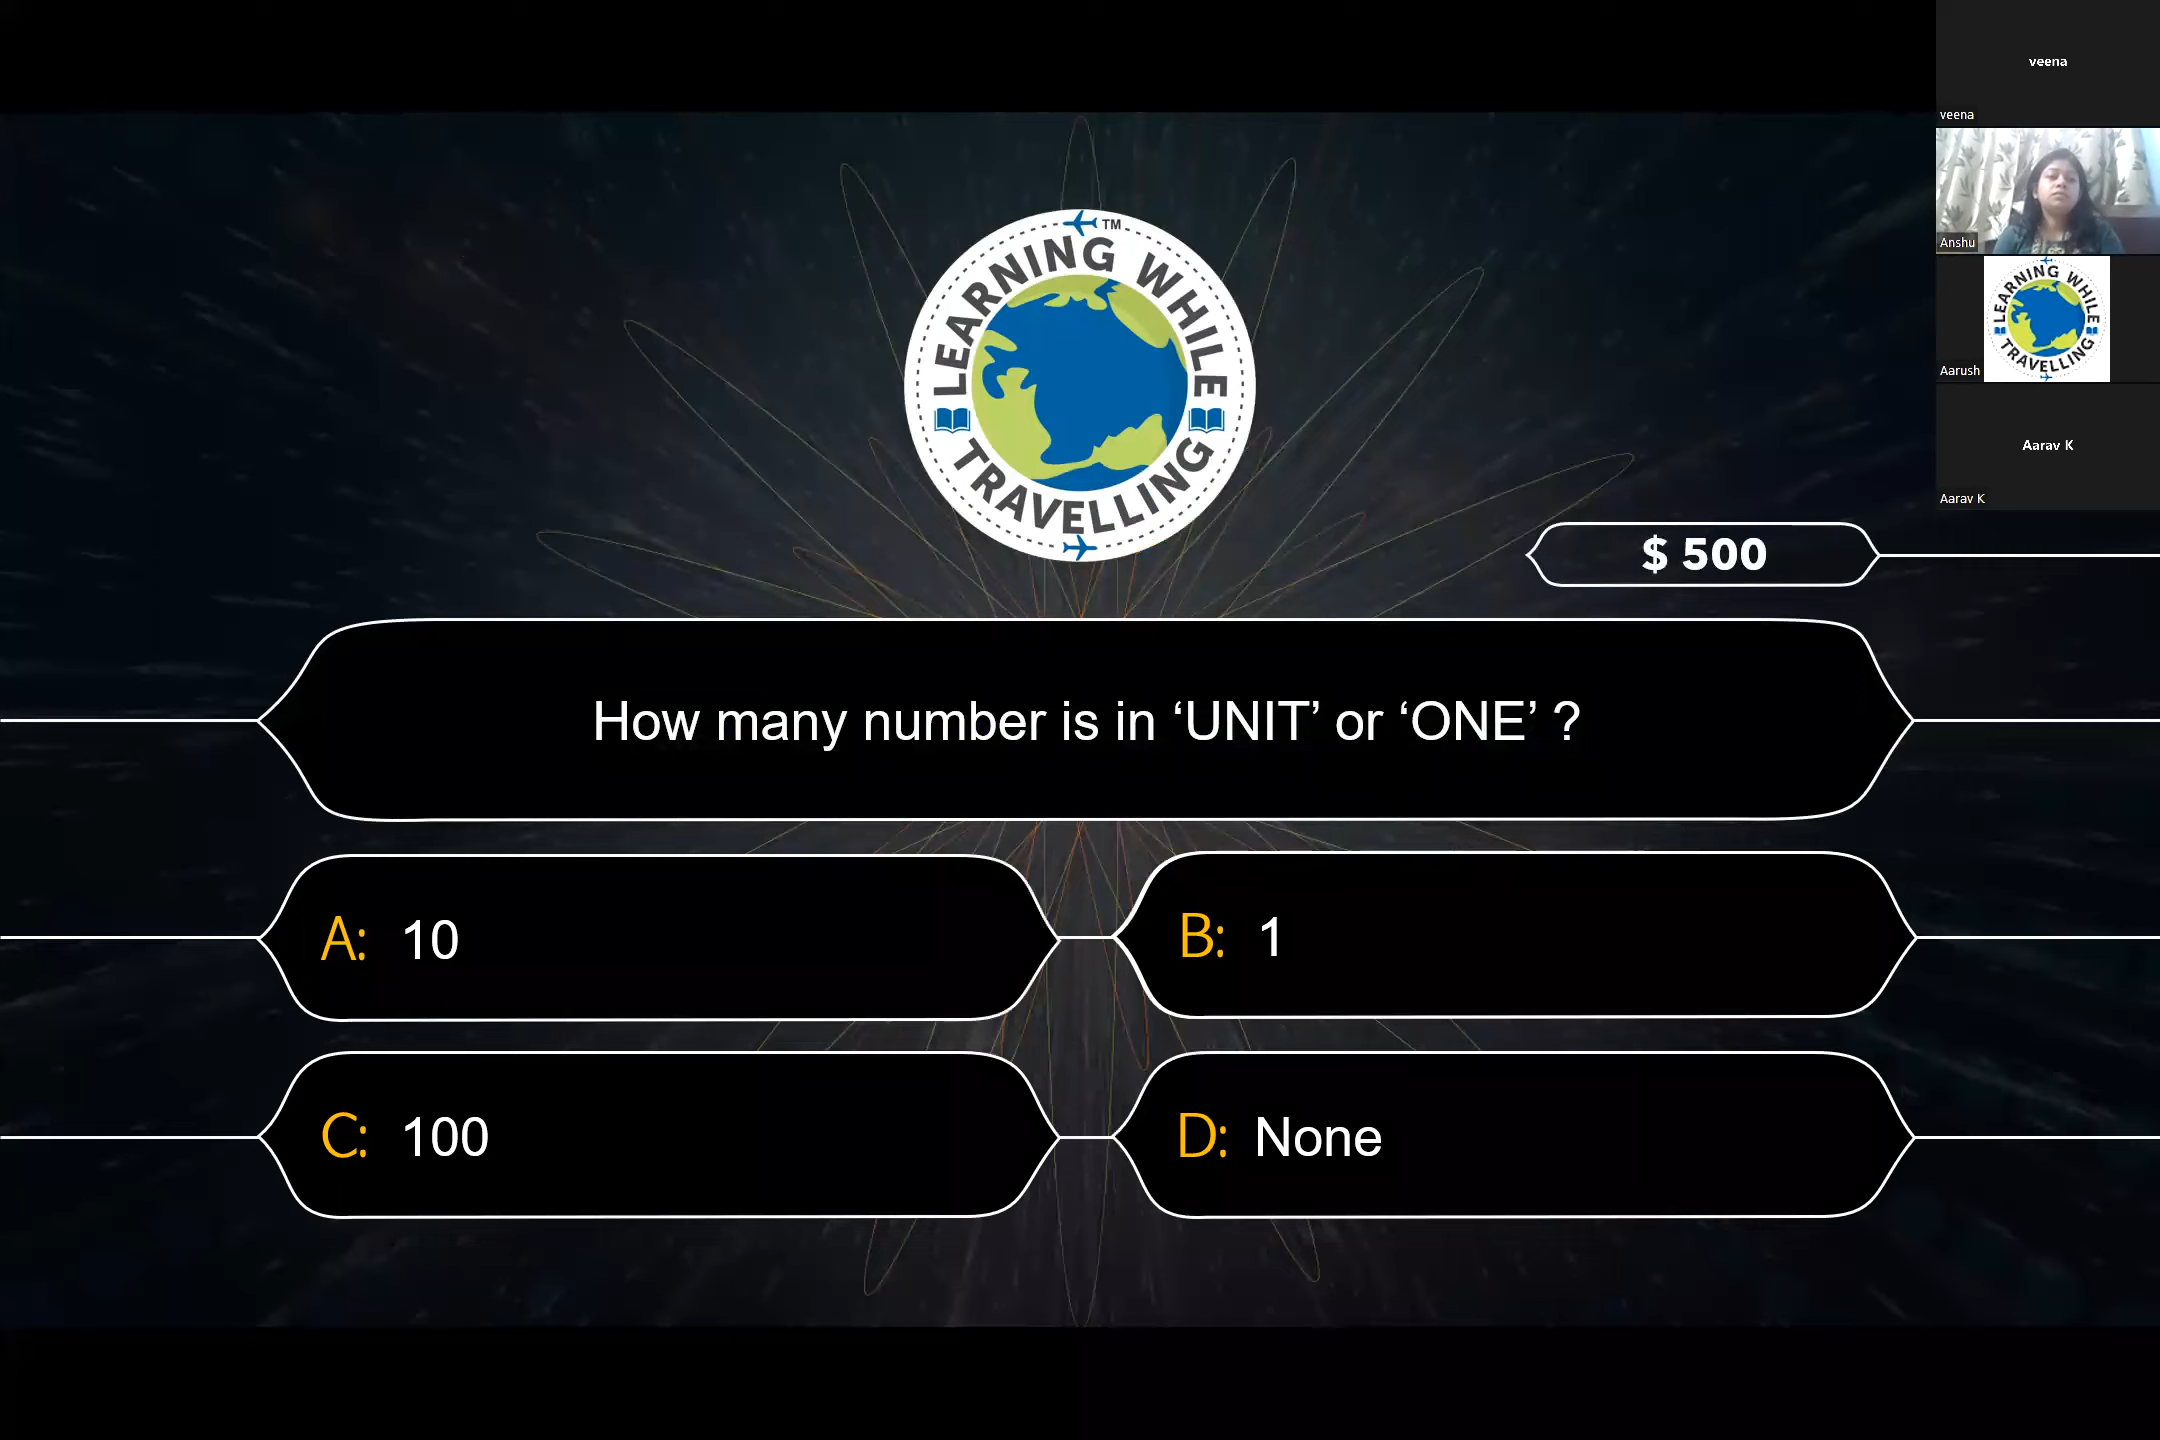 veena
veena
Anshu
LEARNING WHILE
TRAVELLING
Aarush
Aarav K
Aarav K
TM
LEARNING WHILE
TRAVELLING
$ 500
How many number is in ‘UNIT’ or ‘ONE’ ?
A: 10
B: 1
C: 100
D: None